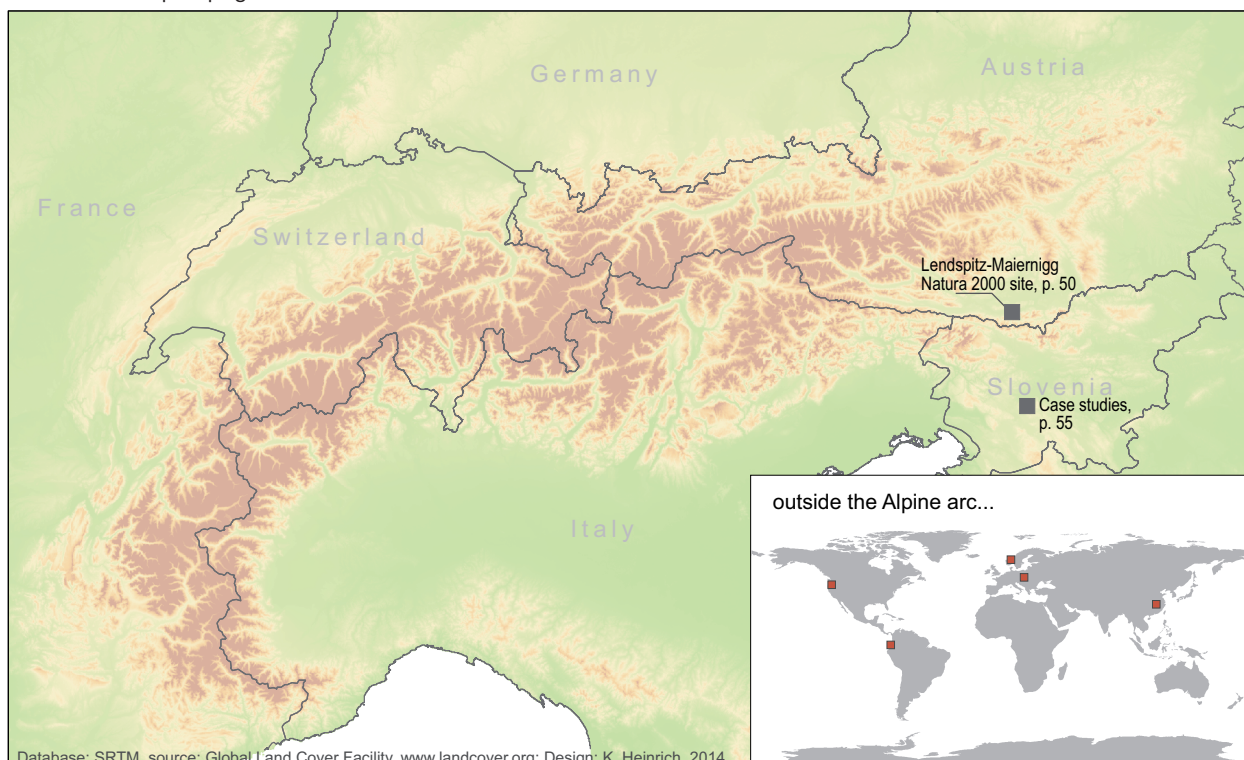 Germany
Austria
France
Switzerland
Lendspitz-Maiernigg
Natura 2000 site, p. 50
Slovenia
Case studies,
p. 55
Italy
outside the Alpine arc...
Database: SRTM, source: Global Land Cover Facility, www.landcover.org; Design: K. Heinrich, 2014